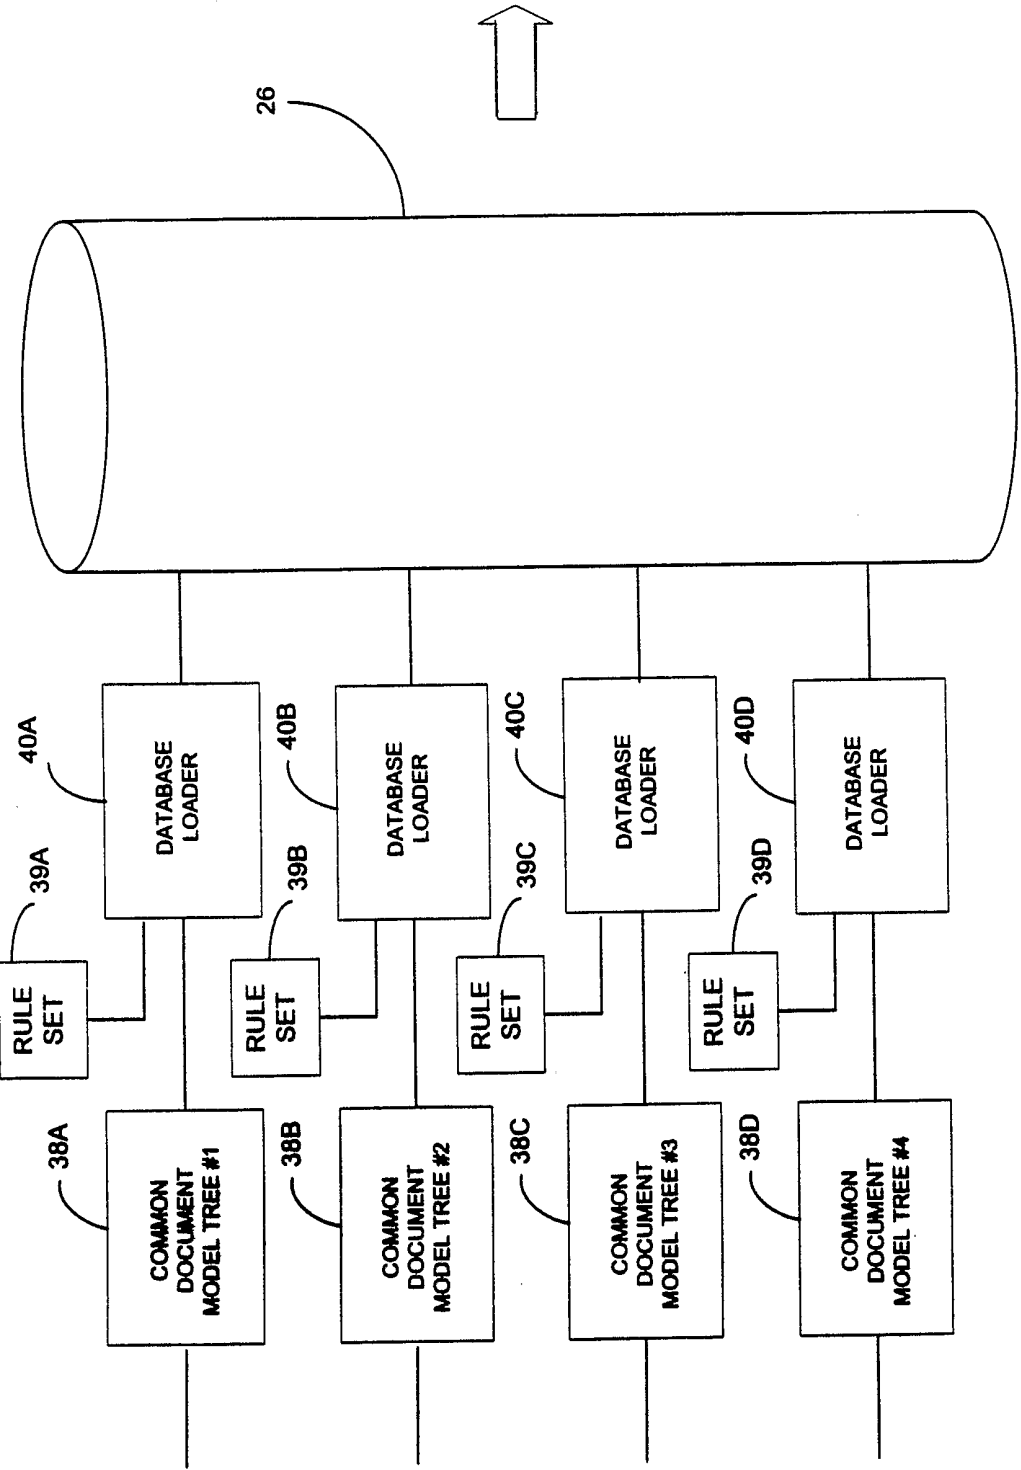 26
40A
DATABASE
LOADER
39A
RULE
SET
38A
COMMON
DOCUMENT
MODEL TREE #1
40B
DATABASE
LOADER
39B
RULE
SET
38B
COMMON
DOCUMENT
MODEL TREE #2
40C
DATABASE
LOADER
39C
RULE
SET
38C
COMMON
DOCUMENT
MODEL TREE #3
40D
DATABASE
LOADER
39D
RULE
SET
38D
COMMON
DOCUMENT
MODEL TREE #4